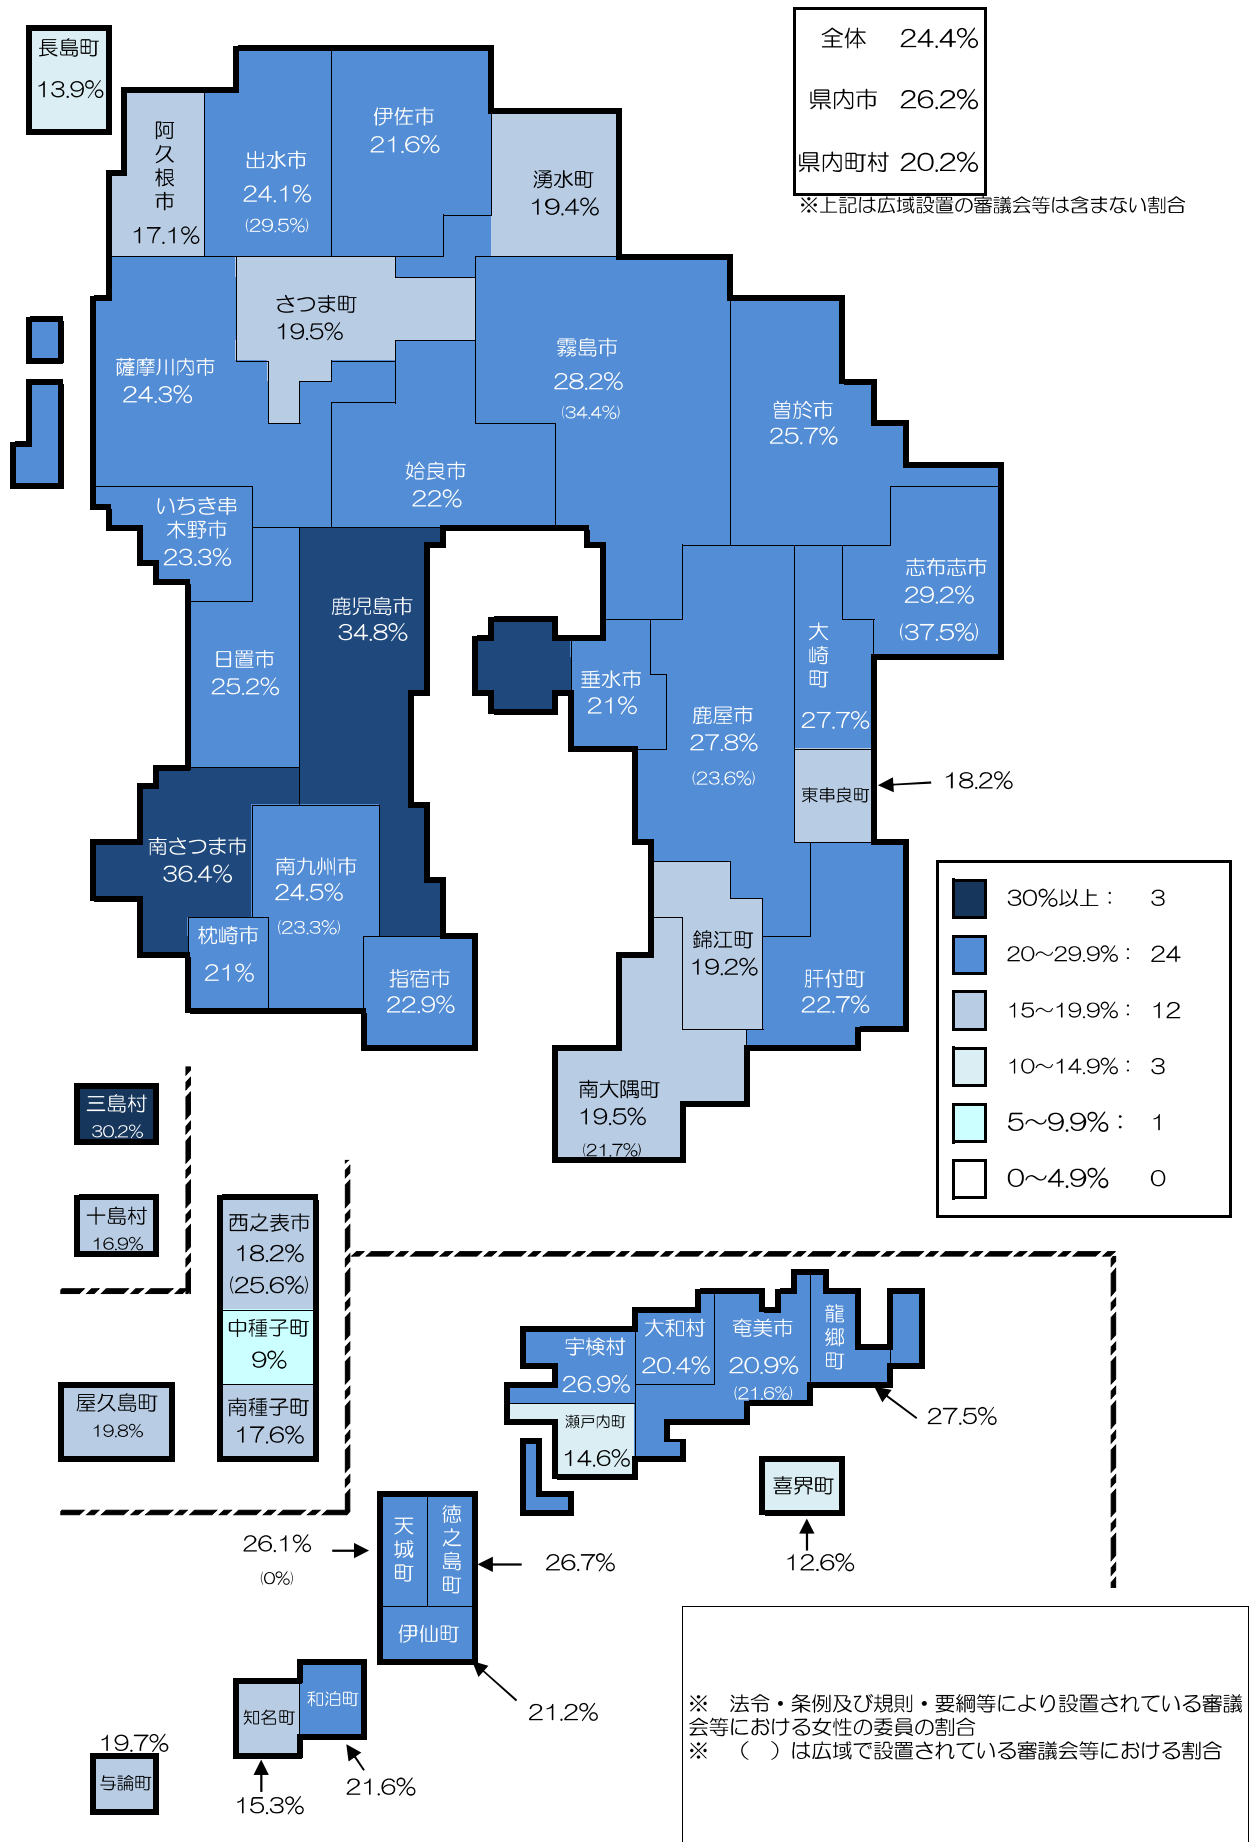 長島町
13.9%
全体 24.4%
県内市 26.2%
県内町村 20.2%
※上記は広域設置の審議会等は含まない割合
阿久根市
17.1%
出水市
24.1%
(29.5%)
伊佐市
21.6%
湧水町
19.4%
さつま町
19.5%
薩摩川内市
24.3%
霧島市
28.2%
(34.4%)
曽於市
25.7%
姶良市
22%
いちき串
木野市
23.3%
鹿児島市
34.8%
志布志市
29.2%
(37.5%)
大崎町
27.7%
日置市
25.2%
垂水市
21%
鹿屋市
27.8%
(23.6%)
東串良町
18.2%
南さつま市
36.4%
南九州市
24.5%
(23.3%)
枕崎市
21%
指宿市
22.9%
錦江町
19.2%
肝付町
22.7%
南大隅町
19.5%
(21.7%)
30%以上： 3
20～29.9%： 24
15～19.9%： 12
10～14.9%： 3
5～9.9%： 1
0～4.9% 0
三島村
30.2%
十島村
16.9%
西之表市
18.2%
(25.6%)
中種子町
9%
南種子町
17.6%
屋久島町
19.8%
宇検村
26.9%
大和村
20.4%
奄美市
20.9%
(21.6%)
龍郷町
27.5%
瀬戸内町
14.6%
喜界町
12.6%
天城町
26.1%
(0%)
徳之島町
26.7%
伊仙町
21.2%
和泊町
21.6%
知名町
15.3%
19.7%
与論町
※　法令・条例及び規則・要綱等により設置されている審議
会等における女性の委員の割合
※　（　）は広域で設置されている審議会等における割合